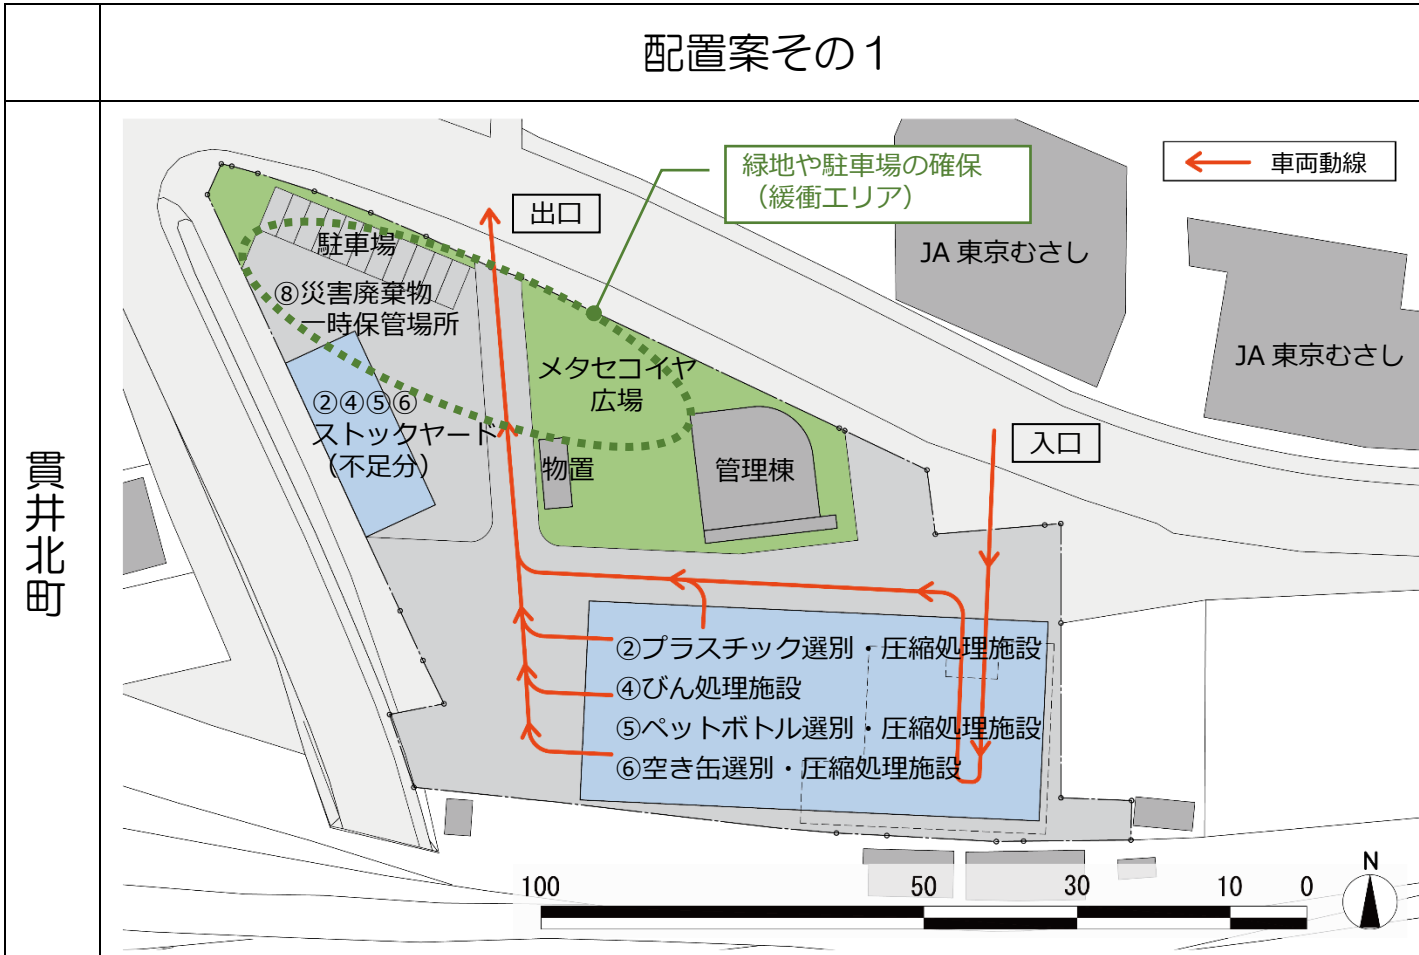 配置案その１
貫井北町
緑地や駐車場の確保
（緩衝エリア）
車両動線
出口
駐車場
JA 東京むさし
⑧災害廃棄物
一時保管場所
JA 東京むさし
メタセコイヤ
広場
②④⑤⑥
ストックヤード
（不足分）
入口
物置
管理棟
②プラスチック選別・圧縮処理施設
④びん処理施設
⑤ペットボトル選別・圧縮処理施設
⑥空き缶選別・圧縮処理施設
N
100 50 30 10 0